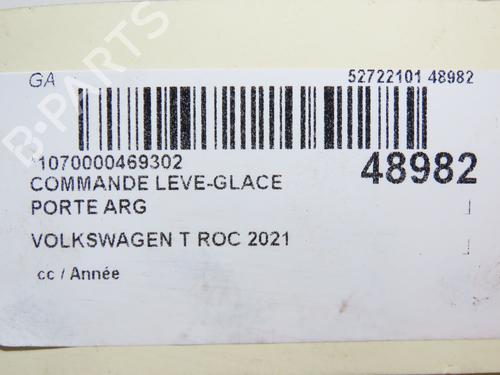 GA 52722101 48982
*1070000469302 48982
COMMANDE LEVE-GLACE
PORTE ARG
VOLKSWAGEN T ROC 2021
cc / Année
B-PARTS